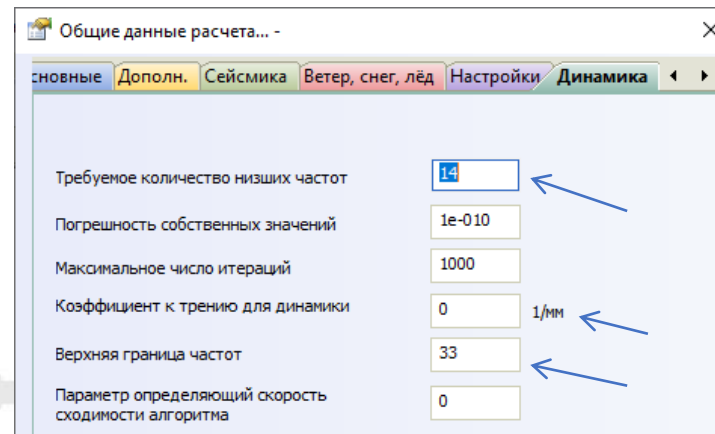 Общие данные расчета... -
сновные Дополн. Сейсмика Ветер, снег, лёд Настройки Динамика
Требуемое количество низших частот 14
Погрешность собственных значений 1e-010
Максимальное число итераций 1000
Коэффициент к трению для динамики 0 1/мм
Верхняя граница частот 33
Параметр определяющий скорость
сходимости алгоритма 0